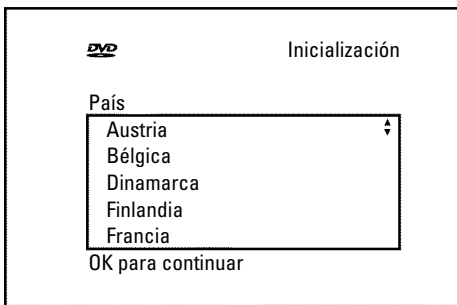 DVD Inicialización
País
Austria
Bélgica
Dinamarca
Finlandia
Francia
OK para continuar